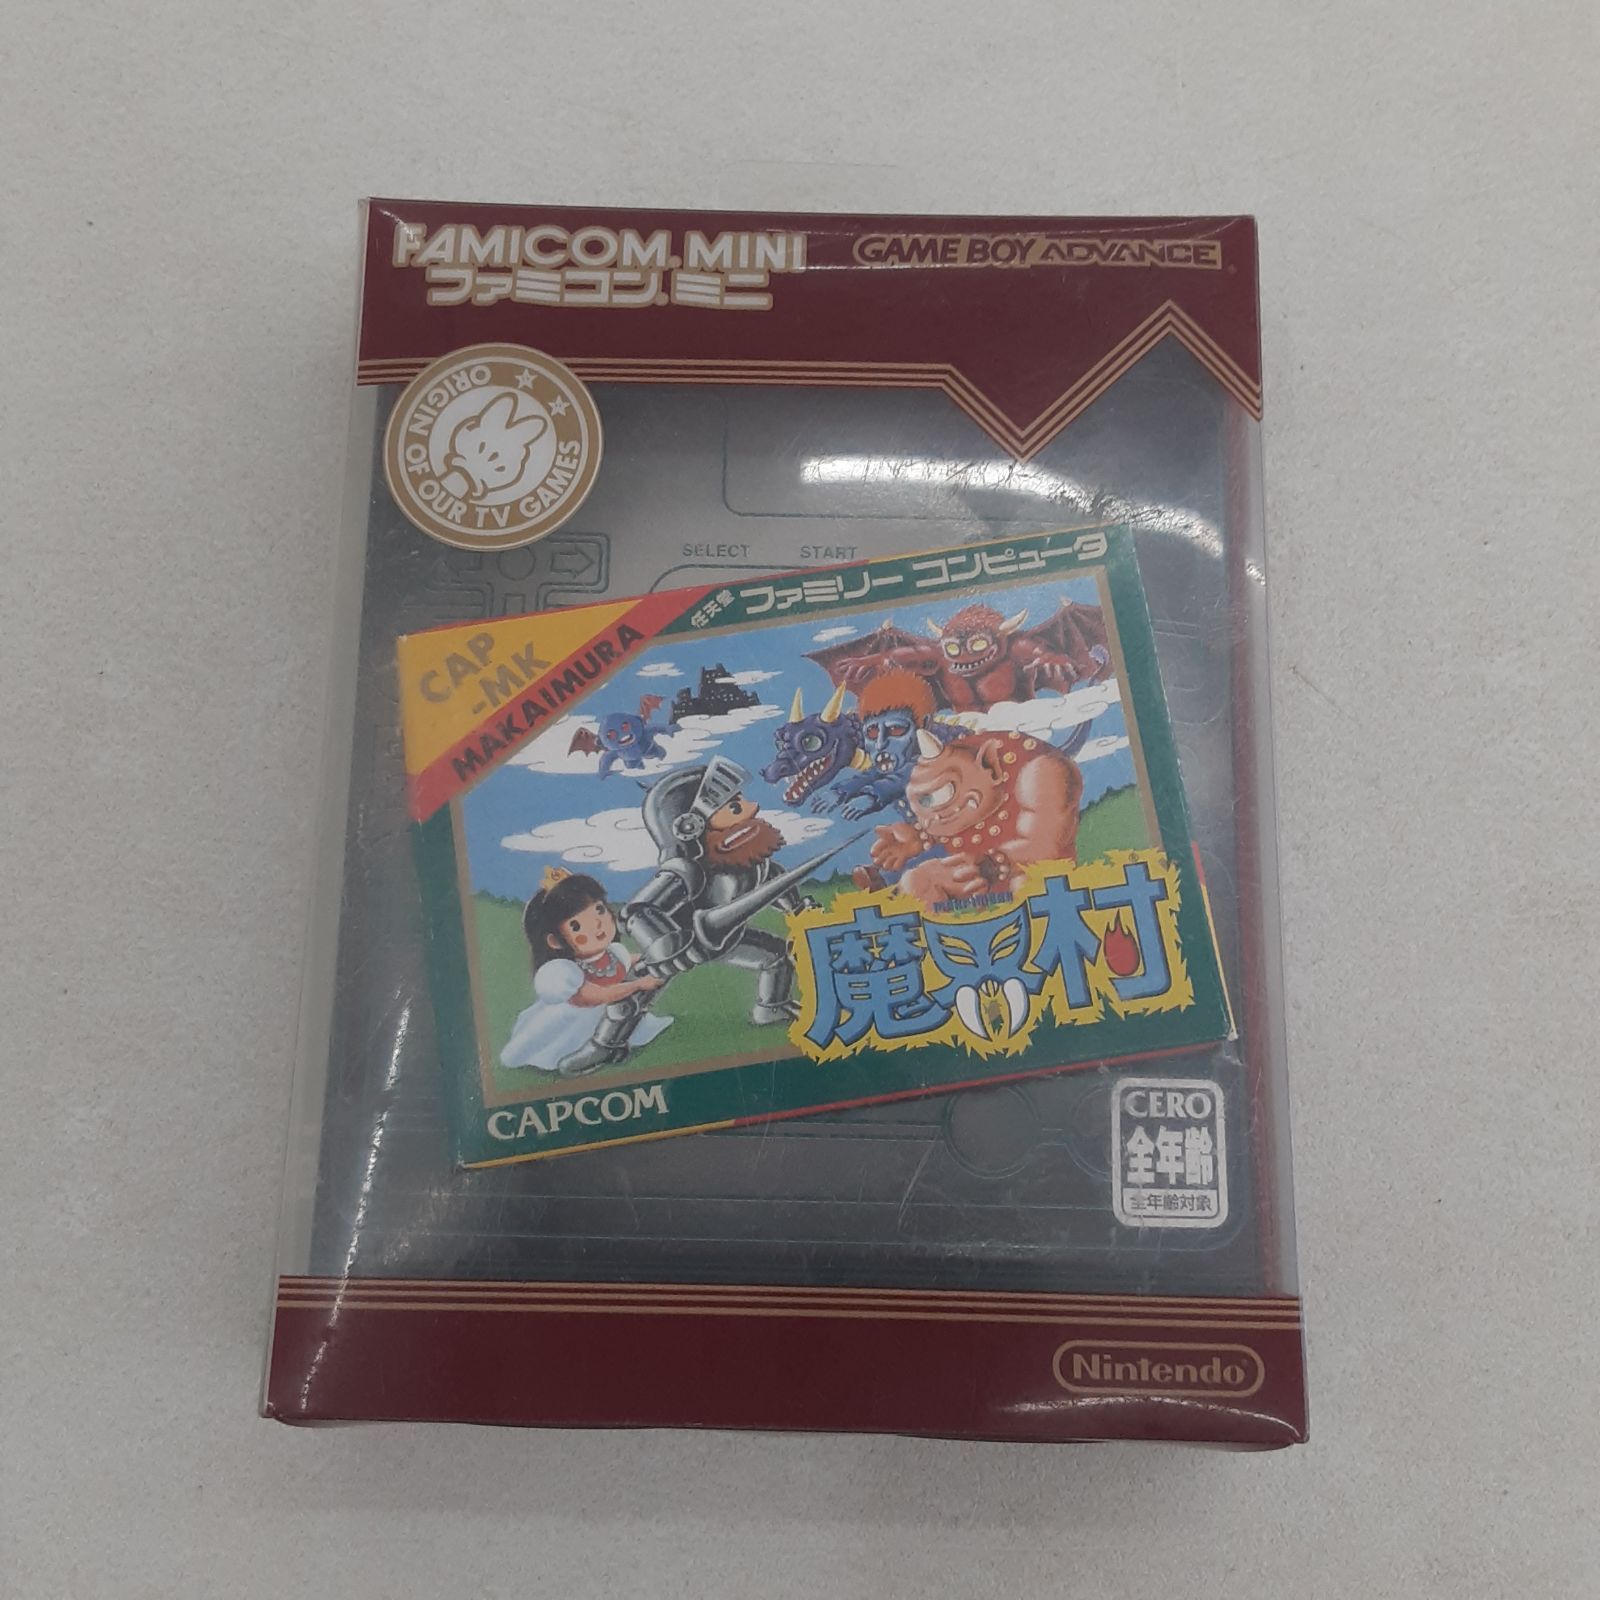 FAMICOM MINI
ファミコン ミニ
GAME BOY ADVANCE
ORIGIN OF OUR TV GAMES
SELECT START
任天堂 ファミリー コンピュータ
CAP
-MK
MAKAIMURA
魔界村
CAPCOM
CERO
全年齢
全年齢対象
Nintendo